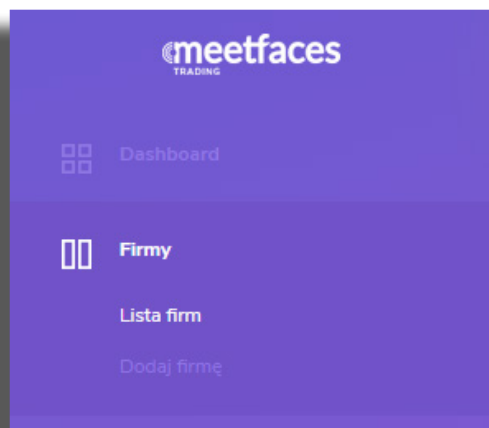 meetfaces
TRADING
Dashboard
Firmy
Lista firm
Dodaj firmę